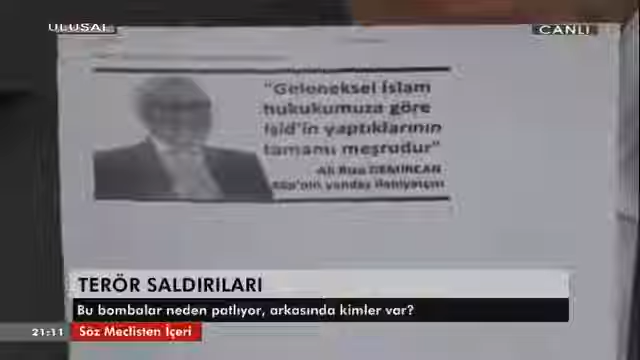 ULUSAL
CANLI
"Geleneksel İslam
hukukumuza göre
Işid'in yaptıklarının
tamamı meşrudur"
Ali Rıza DEMİRCAN
TERÖR SALDIRILARI
Bu bombalar neden patlıyor, arkasında kimler var?
21:11 Söz Meclisten İçeri